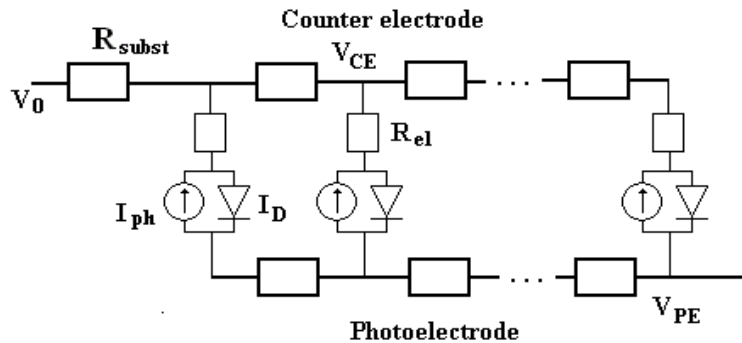 Counter electrode
R_subst
V_CE
V_0
. . .
R_el
I_ph
I_D
. . .
V_PE
Photoelectrode